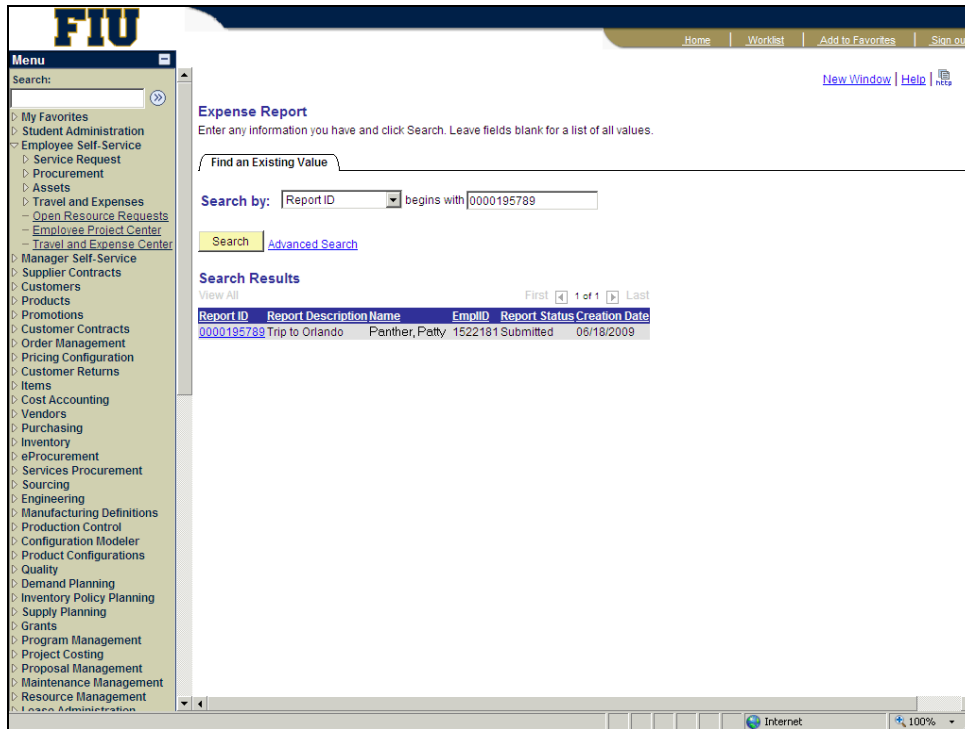 FIU
Home | Worklist | Add to Favorites | Sign ou
Menu
Search:
New Window | Help | http
My Favorites
Student Administration
Employee Self-Service
Service Request
Procurement
Assets
Travel and Expenses
Open Resource Requests
Employee Project Center
Travel and Expense Center
Manager Self-Service
Supplier Contracts
Customers
Products
Promotions
Customer Contracts
Order Management
Pricing Configuration
Customer Returns
Items
Cost Accounting
Vendors
Purchasing
Inventory
eProcurement
Services Procurement
Sourcing
Engineering
Manufacturing Definitions
Production Control
Configuration Modeler
Product Configurations
Quality
Demand Planning
Inventory Policy Planning
Supply Planning
Grants
Program Management
Project Costing
Proposal Management
Maintenance Management
Resource Management
Lease Administration
Expense Report
Enter any information you have and click Search. Leave fields blank for a list of all values.
Find an Existing Value
Search by: Report ID begins with 0000195789
Search Advanced Search
Search Results
View All First 1 of 1 Last
Report ID Report Description Name EmplID Report Status Creation Date
0000195789 Trip to Orlando Panther, Patty 1522181 Submitted 06/18/2009
Internet 100%